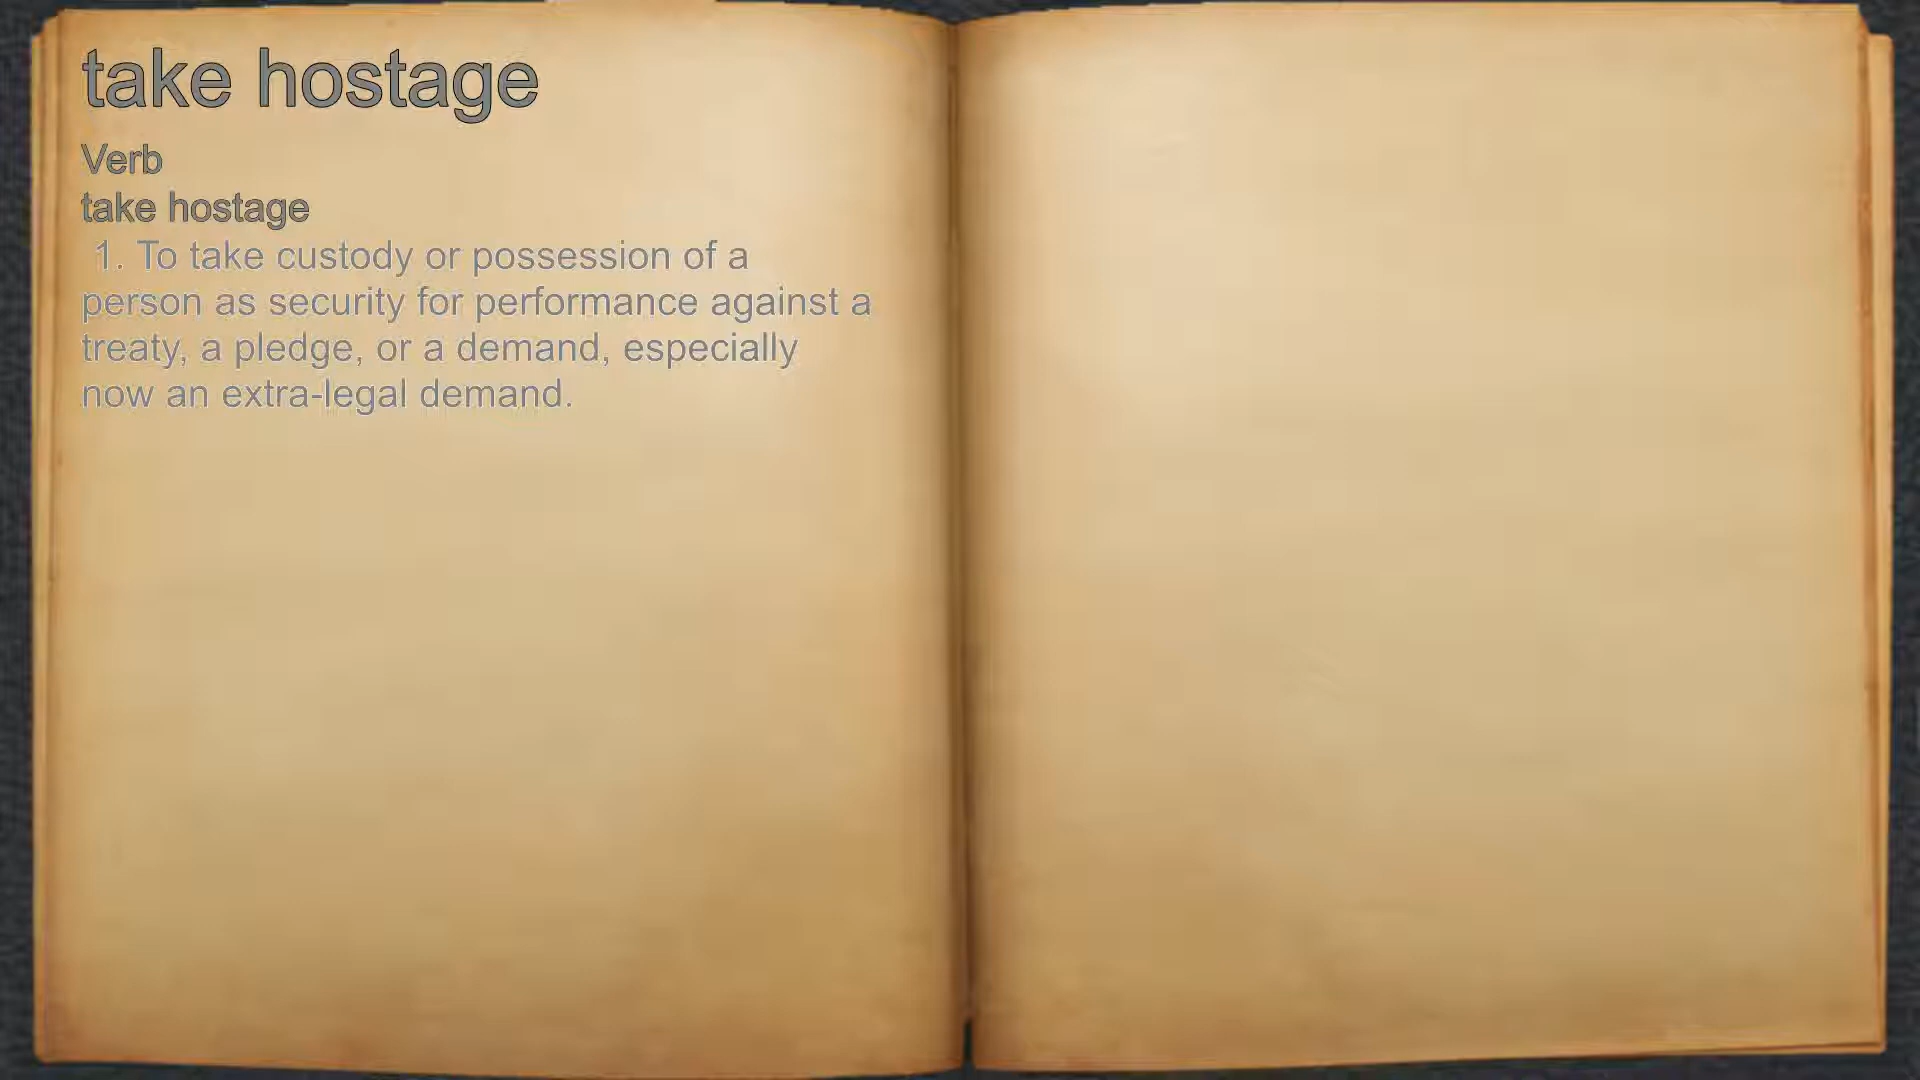 take hostage
Verb
take hostage
1. To take custody or possession of a
person as security for performance against a
treaty, a pledge, or a demand, especially
now an extra-legal demand.